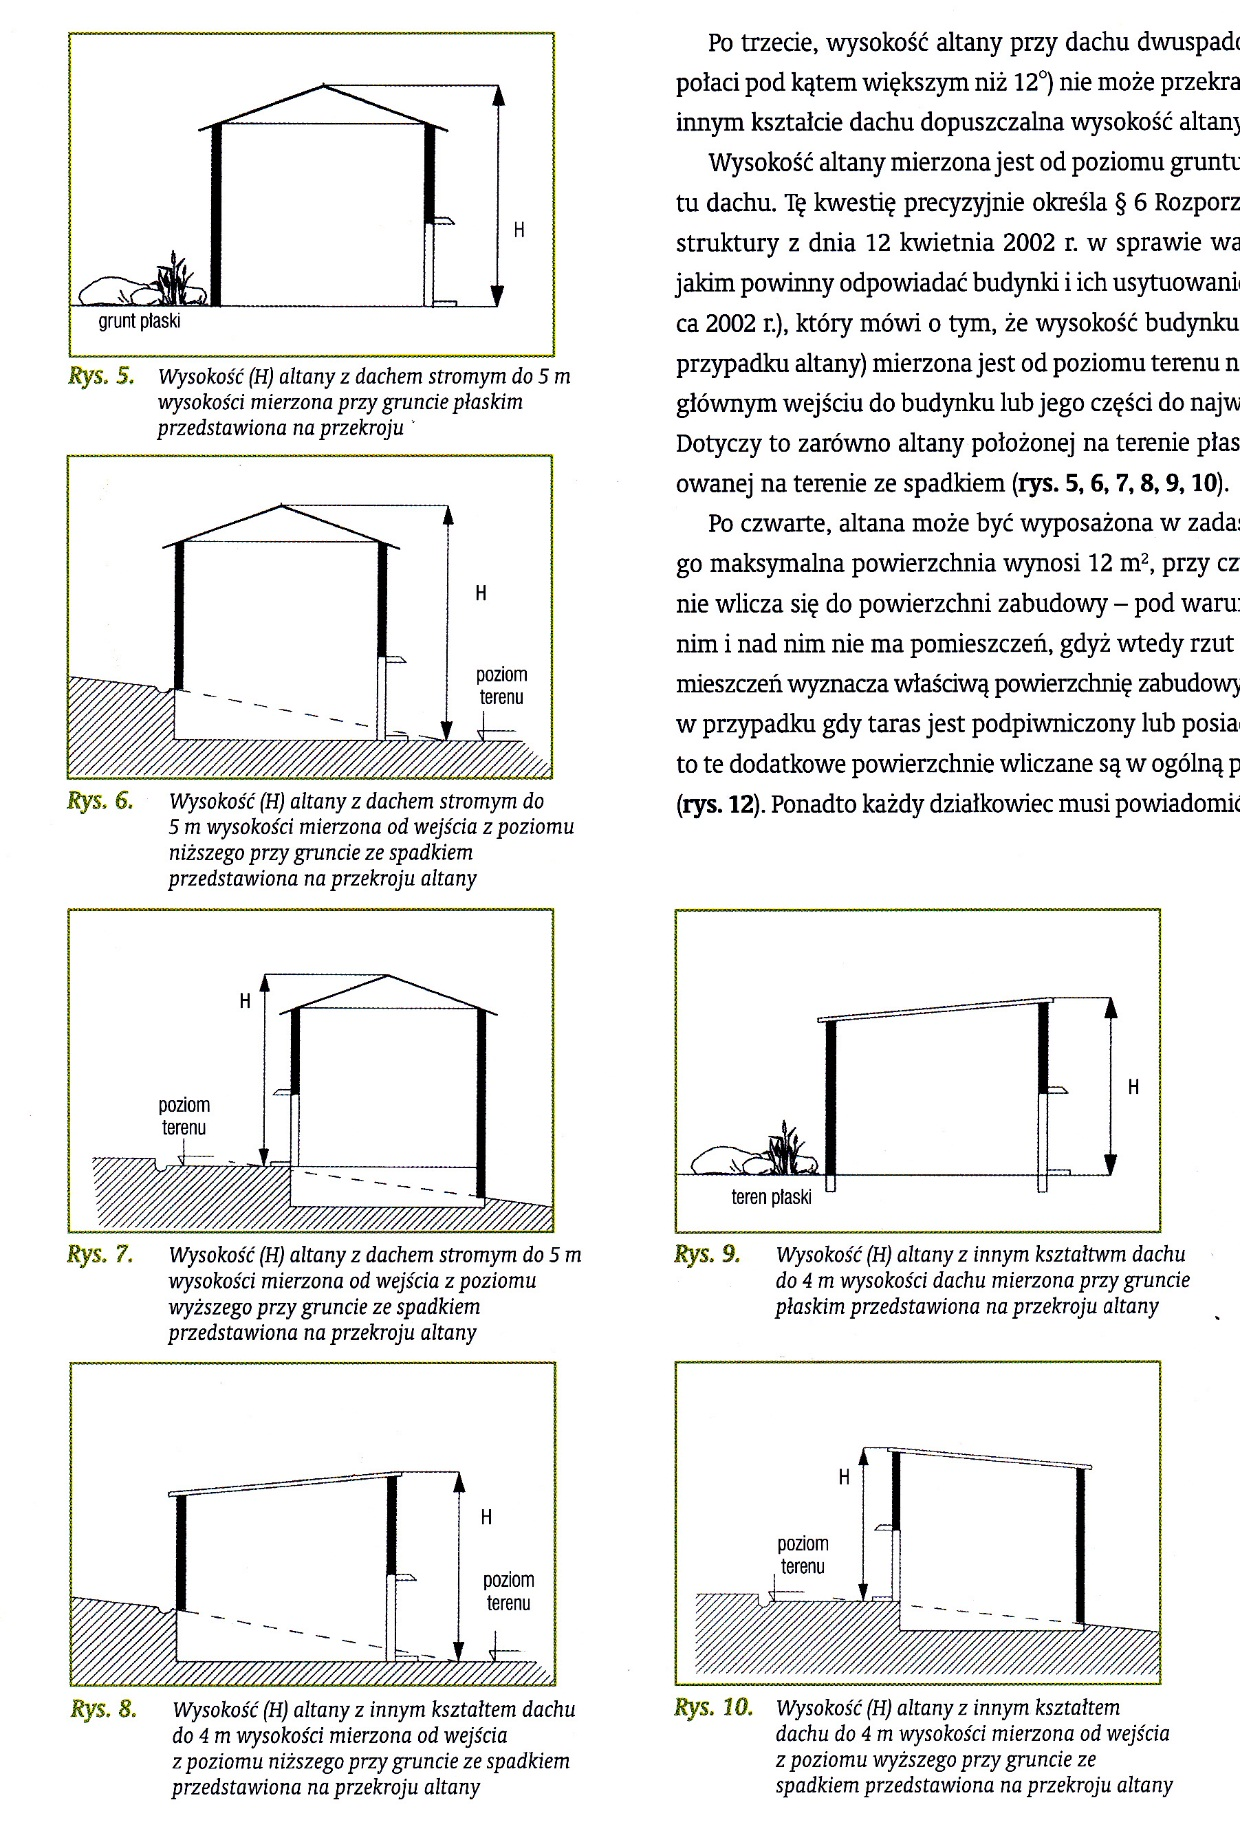 H
grunt płaski
Rys. 5. Wysokość (H) altany z dachem stromym do 5 m
wysokości mierzona przy gruncie płaskim
przedstawiona na przekroju
H
poziom
terenu
Rys. 6. Wysokość (H) altany z dachem stromym do
5 m wysokości mierzona od wejścia z poziomu
niższego przy gruncie ze spadkiem
przedstawiona na przekroju altany
H
poziom
terenu
Rys. 7. Wysokość (H) altany z dachem stromym do 5 m
wysokości mierzona od wejścia z poziomu
wyższego przy gruncie ze spadkiem
przedstawiona na przekroju altany
H
poziom
terenu
Rys. 8. Wysokość (H) altany z innym kształtem dachu
do 4 m wysokości mierzona od wejścia
z poziomu niższego przy gruncie ze spadkiem
przedstawiona na przekroju altany
Po trzecie, wysokość altany przy dachu
połaci pod kątem większym niż 12°) nie może
innym kształcie dachu dopuszczalna wysokość
Wysokość altany mierzona jest od poziomu gruntu
tu dachu. Tę kwestię precyzyjnie określa § 6
struktury z dnia 12 kwietnia 2002 r. w sprawie
jakim powinny odpowiadać budynki i ich
ca 2002 r.), który mówi o tym, że wysokość budynku
przypadku altany) mierzona jest od poziomu terenu
głównym wejściu do budynku lub jego części do
Dotyczy to zarówno altany położonej na terenie
owanej na terenie ze spadkiem (rys. 5, 6, 7, 8, 9, 10).
Po czwarte, altana może być wyposażona w
go maksymalna powierzchnia wynosi 12 m², przy
nie wlicza się do powierzchni zabudowy – pod
nim i nad nim nie ma pomieszczeń, gdyż wtedy rzut
mieszczeń wyznacza właściwą powierzchnię zabudowy
w przypadku gdy taras jest podpiwniczony lub
to te dodatkowe powierzchnie wliczane są w ogólną
(rys. 12). Ponadto każdy działkowiec musi powiadomić
H
teren płaski
Rys. 9. Wysokość (H) altany z innym kształtwm dachu
do 4 m wysokości dachu mierzona przy gruncie
płaskim przedstawiona na przekroju altany
H
poziom
terenu
Rys. 10. Wysokość (H) altany z innym kształtem
dachu do 4 m wysokości mierzona od wejścia
z poziomu wyższego przy gruncie ze
spadkiem przedstawiona na przekroju altany